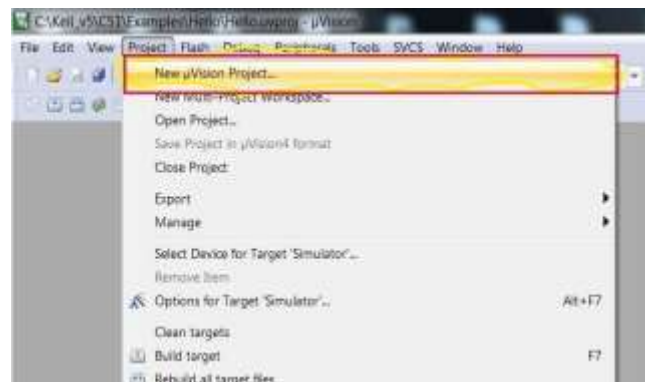 C:\Keil_v5\C51\Examples\Hello\Hello.uvproj - µVision
File Edit View Project Flash Debug Peripherals Tools SVCS Window Help
New µVision Project...
New Multi-Project Workspace...
Open Project...
Save Project in µVision4 format
Close Project
Export
Manage
Select Device for Target 'Simulator'...
Remove Item
Options for Target 'Simulator'... Alt+F7
Clean targets
Build target F7
Rebuild all target files